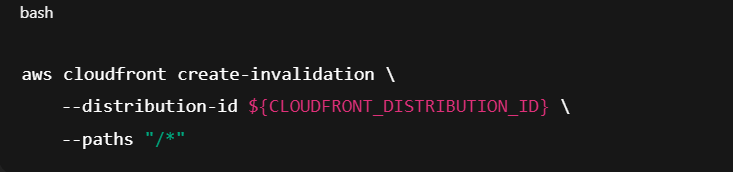 bash
aws cloudfront create-invalidation \
    --distribution-id ${CLOUDFRONT_DISTRIBUTION_ID} \
    --paths "/*"